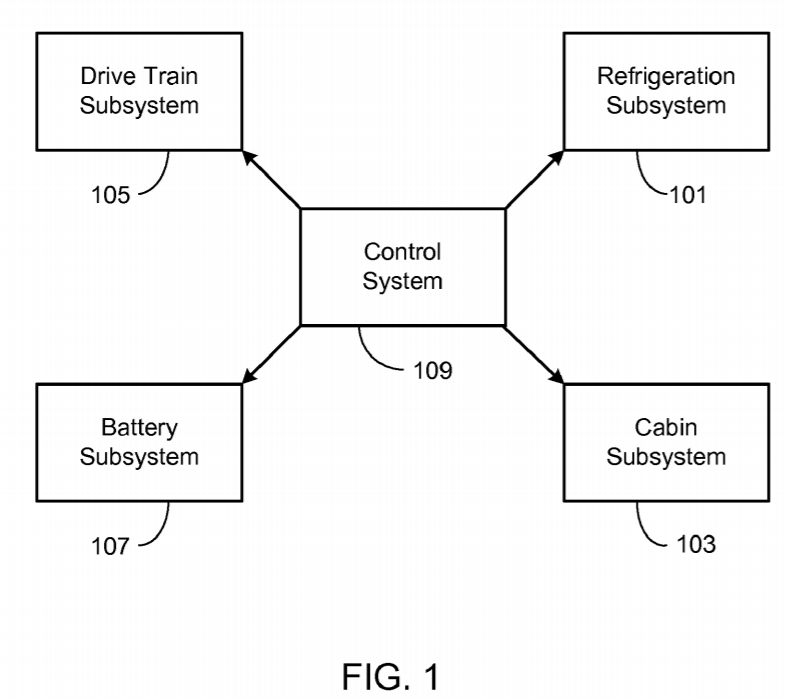 Drive Train
Subsystem
105
Refrigeration
Subsystem
101
Control
System
109
Battery
Subsystem
107
Cabin
Subsystem
103
FIG. 1